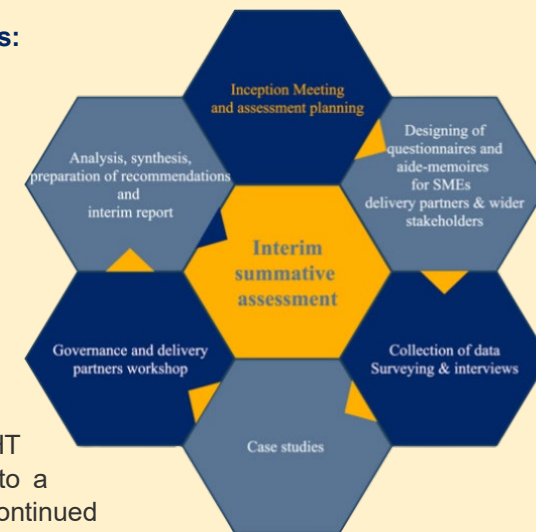 s:
Inception Meeting
and assessment planning
Designing of
questionnaires and
aide-memoires
for SMEs
delivery partners & wider
stakeholders
Analysis, synthesis,
preparation of recommendations
and
interim report
Interim
summative
assessment
Governance and delivery
partners workshop
Collection of data
Surveying & interviews
Case studies
HT
to a
ontinued